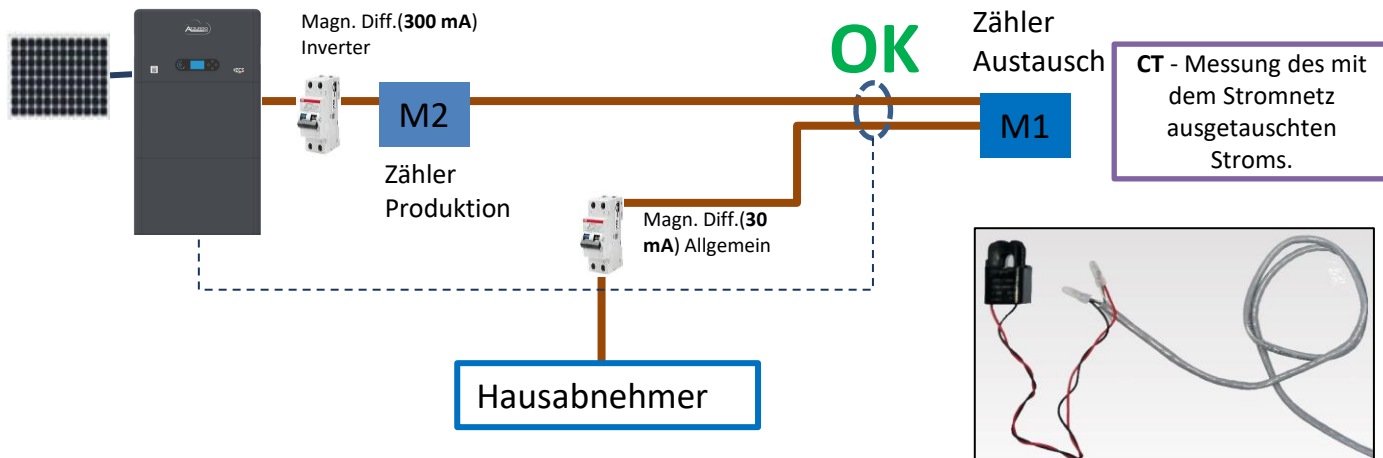 Magn. Diff.(300 mA)
Inverter
OK
Zähler
Austausch
CT - Messung des mit
dem Stromnetz
ausgetauschten
Stroms.
M2
M1
Zähler
Produktion
Magn. Diff.(30
mA) Allgemein
Hausabnehmer